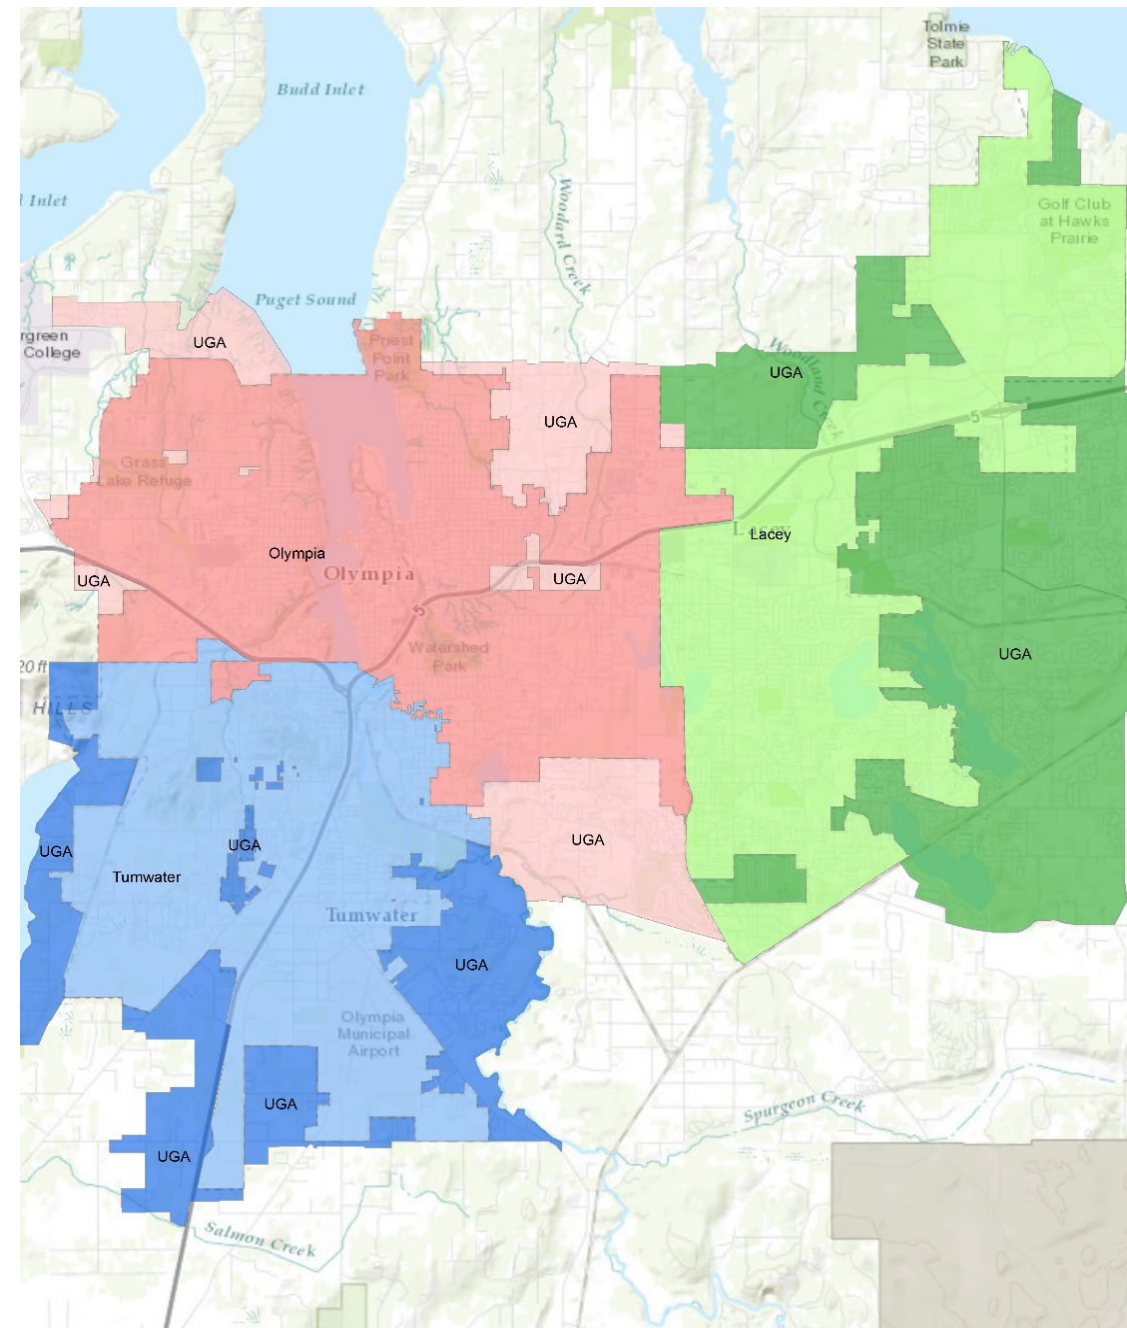 Tolmie
State
Park
Budd Inlet
Woodard Creek
l Inlet
Golf Club
at Hawks
Prairie
Puget Sound
rgreen
College
UGA
Priest
Point
Park
Woodland Creek
UGA
UGA
5
Grass
Lake Refuge
Lacey
Lacey
Olympia
Olympia
UGA
UGA
5
Watershed
Park
UGA
20 ft
HILLS
UGA
UGA
UGA
Tumwater
Tumwater
UGA
Olympia
Municipal
Airport
UGA
Spurgeon Creek
UGA
Salmon Creek